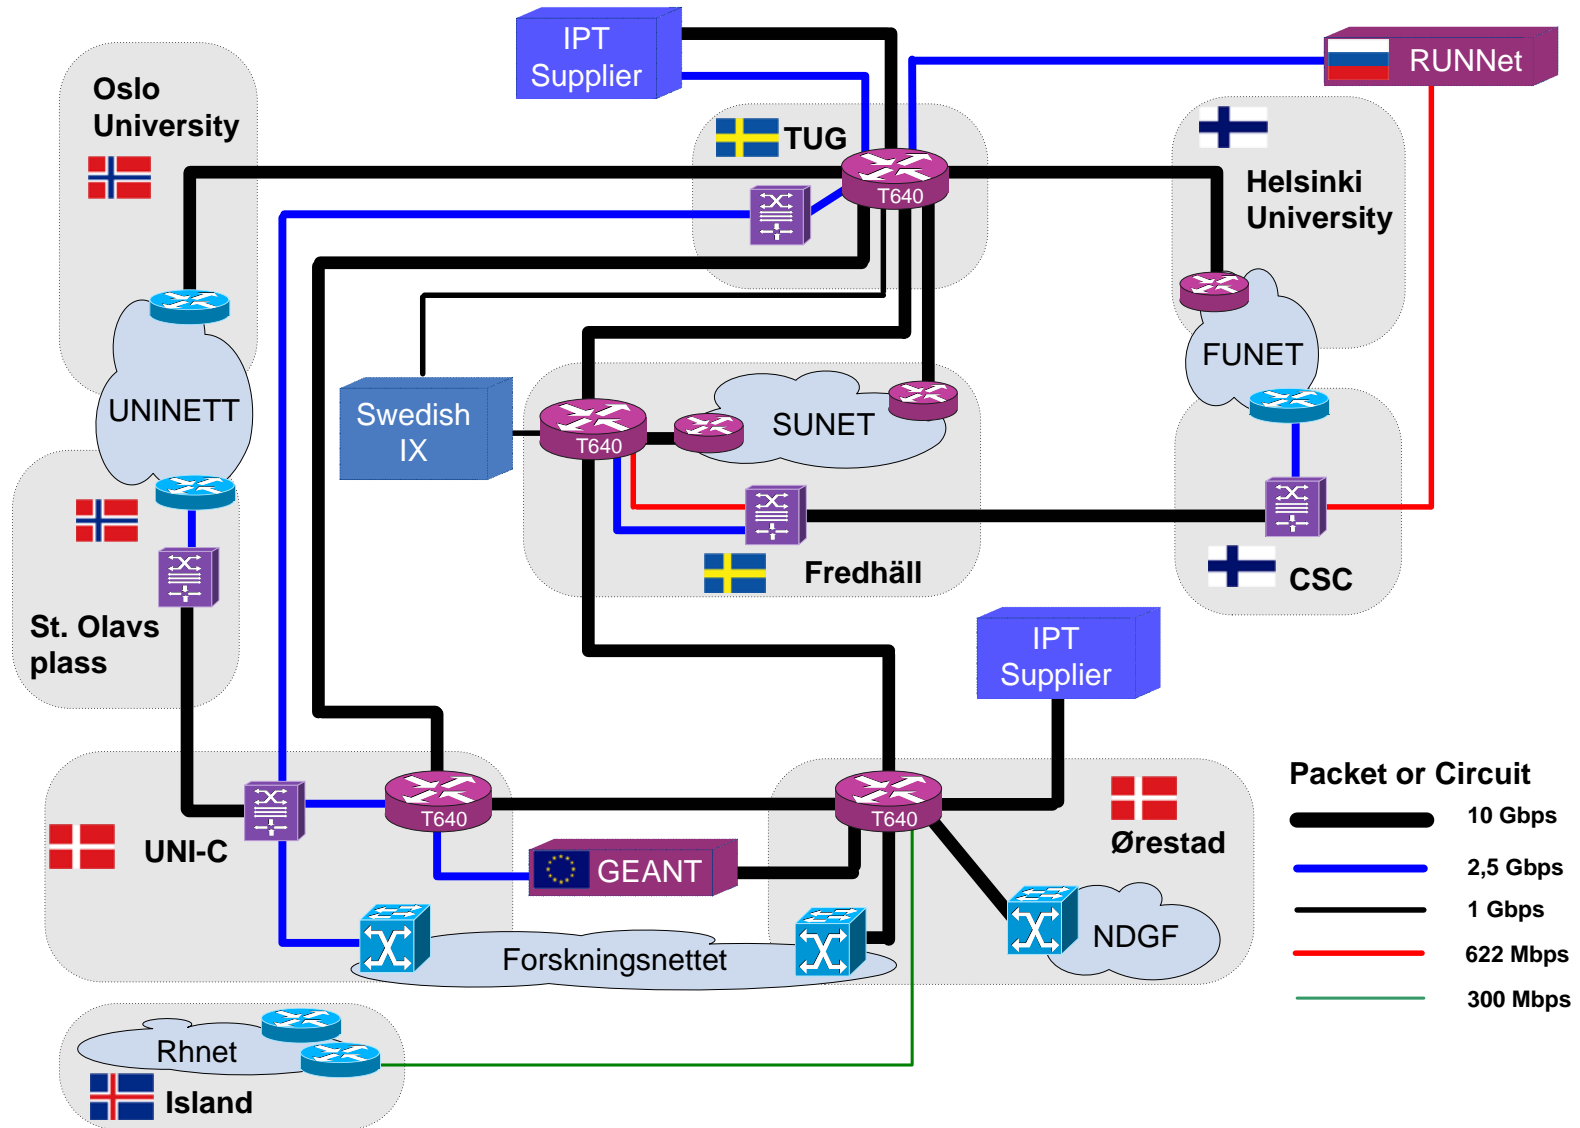 IPT
Supplier
RUNNet
Oslo
University
TUG
T640
Helsinki
University
UNINETT
FUNET
Swedish
IX
T640
SUNET
Fredhäll
CSC
St. Olavs
plass
IPT
Supplier
UNI-C
T640
T640
GEANT
Ørestad
Forskningsnettet
NDGF
Rhnet
Island
Packet or Circuit
10 Gbps
2,5 Gbps
1 Gbps
622 Mbps
300 Mbps